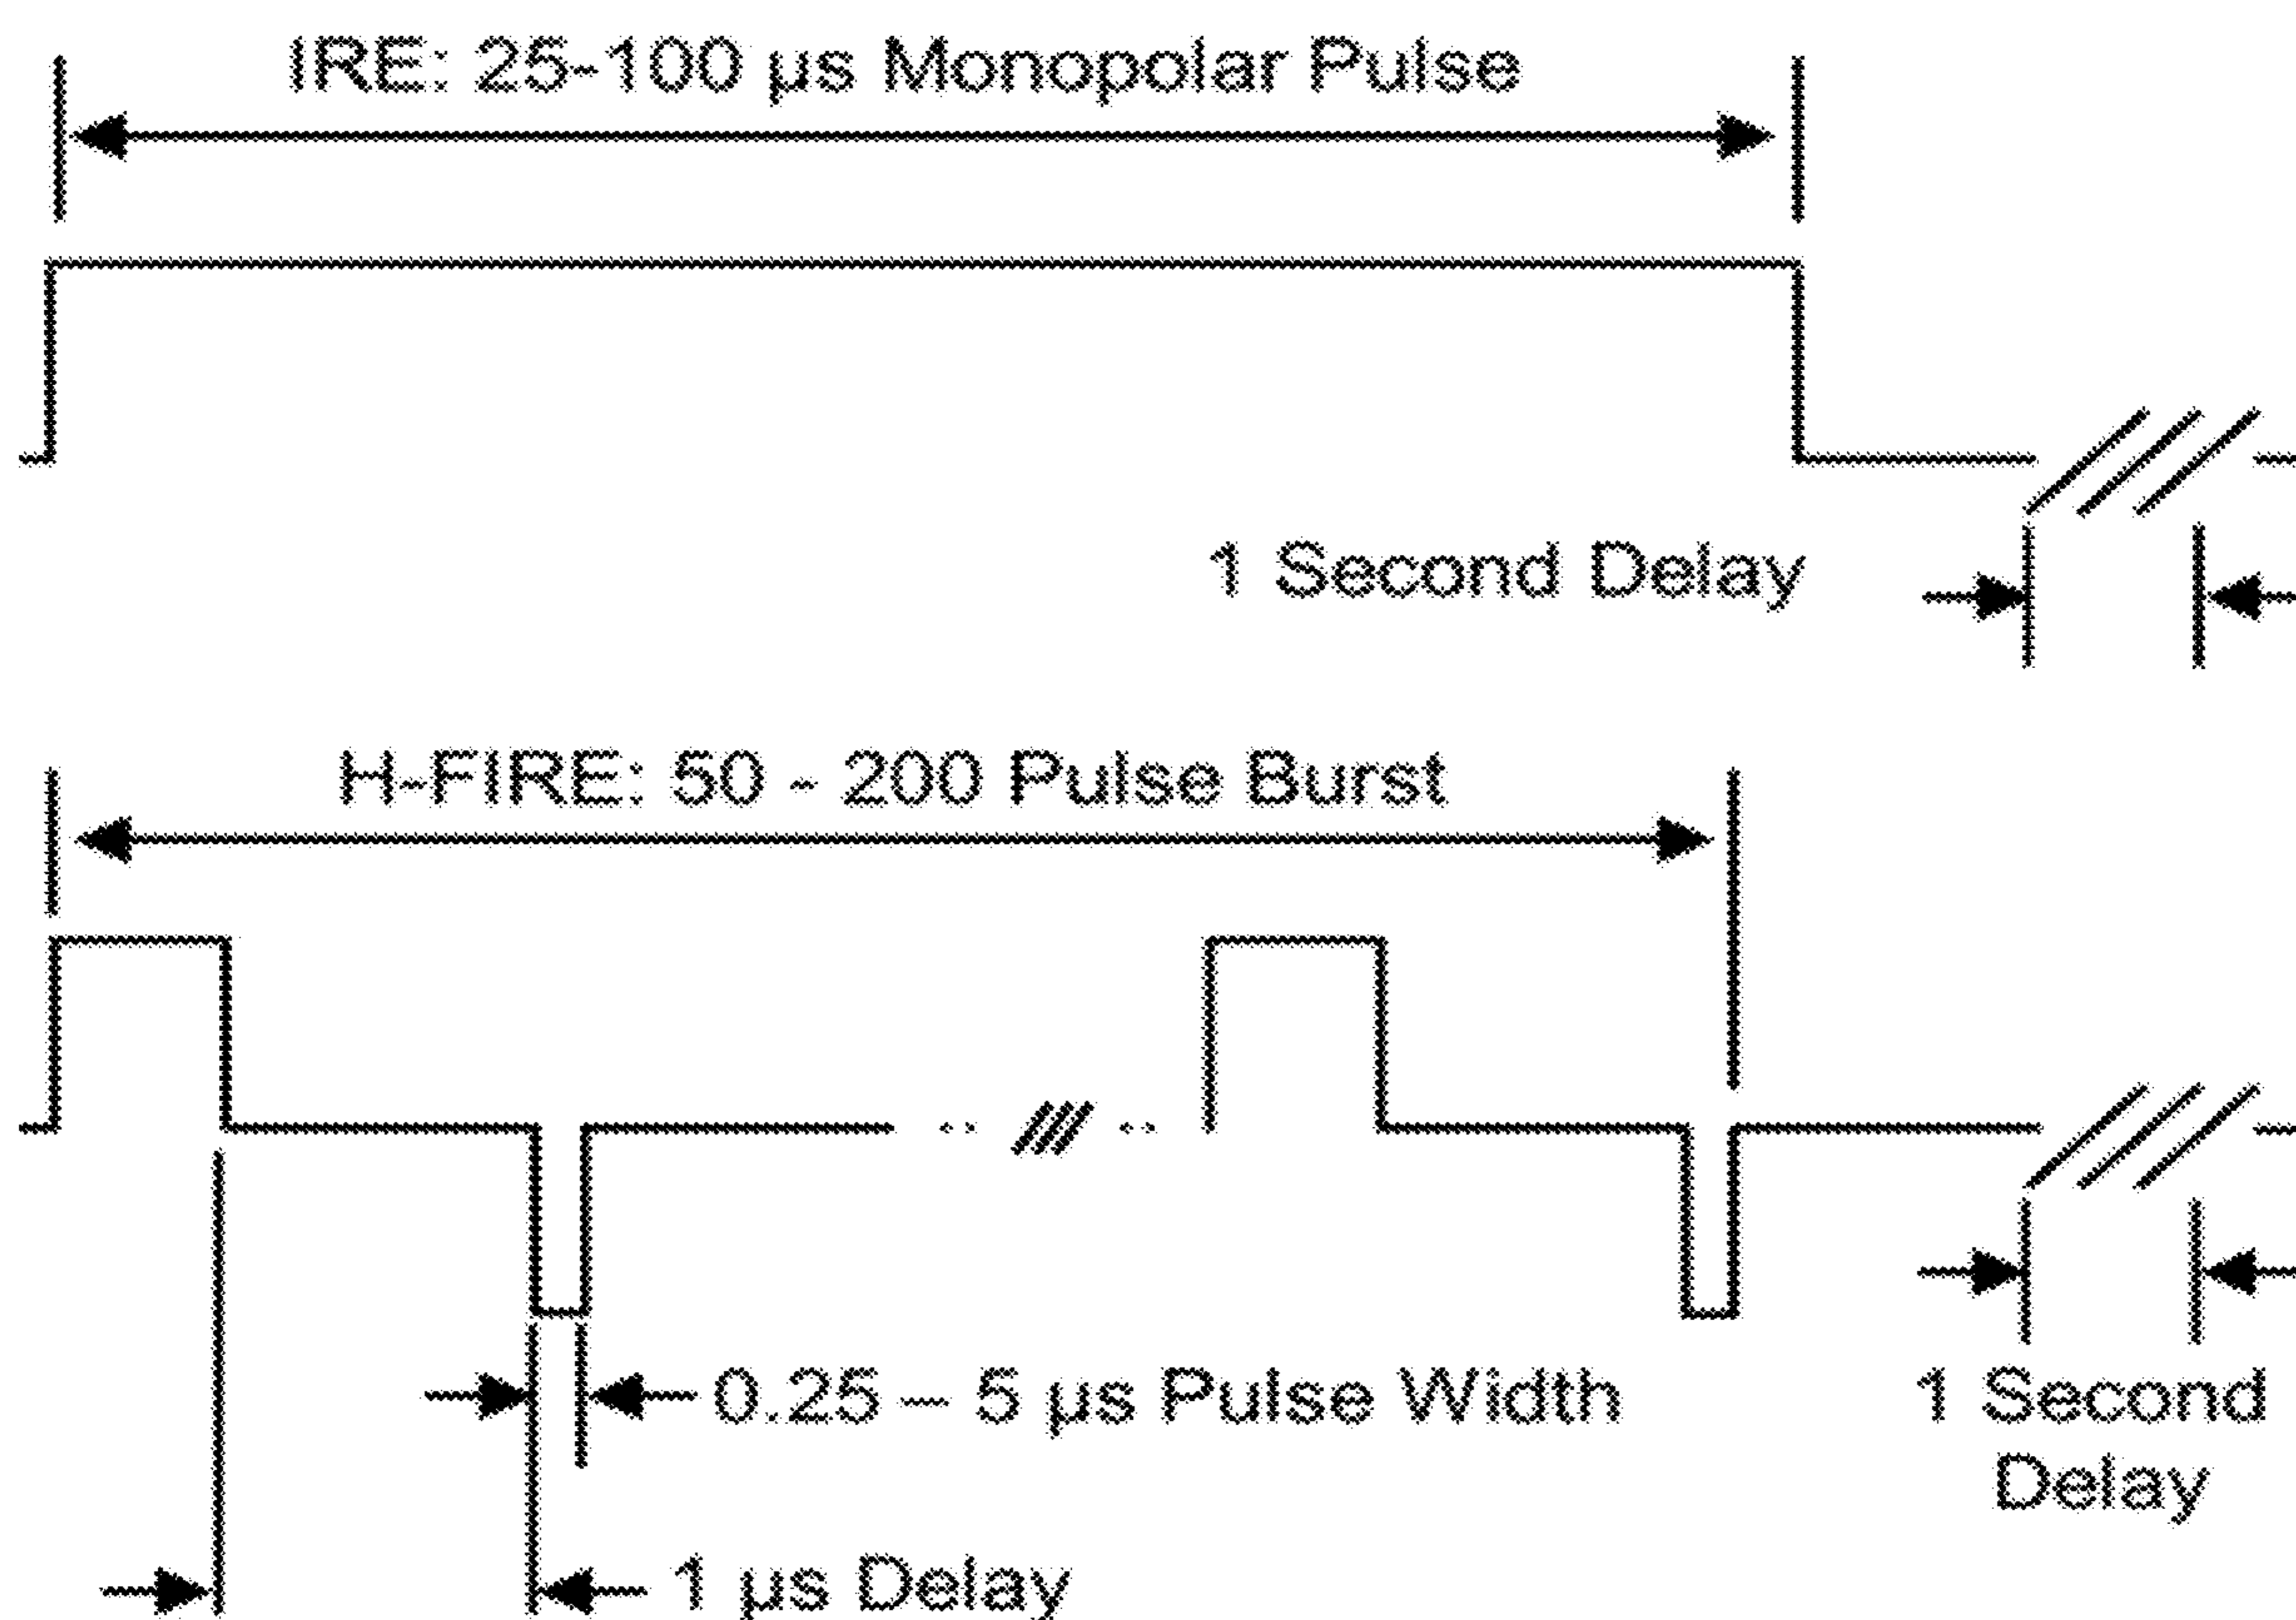 IRE: 25-100 µs Monopolar Pulse
1 Second Delay
H-FIRE: 50 - 200 Pulse Burst
0.25 – 5 µs Pulse Width
1 Second
Delay
1 µs Delay